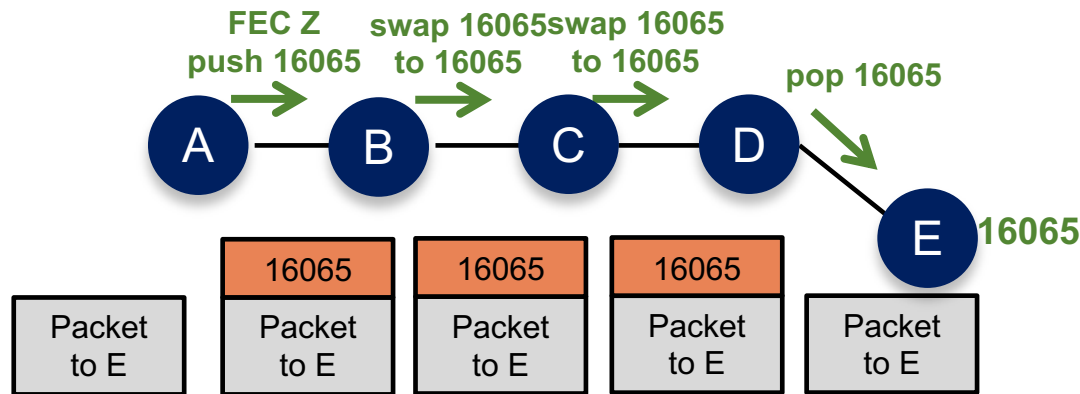 FEC Z
push 16065
swap 16065
to 16065
swap 16065
to 16065
pop 16065
A
B
C
D
E
16065
16065
16065
16065
Packet
to E
Packet
to E
Packet
to E
Packet
to E
Packet
to E